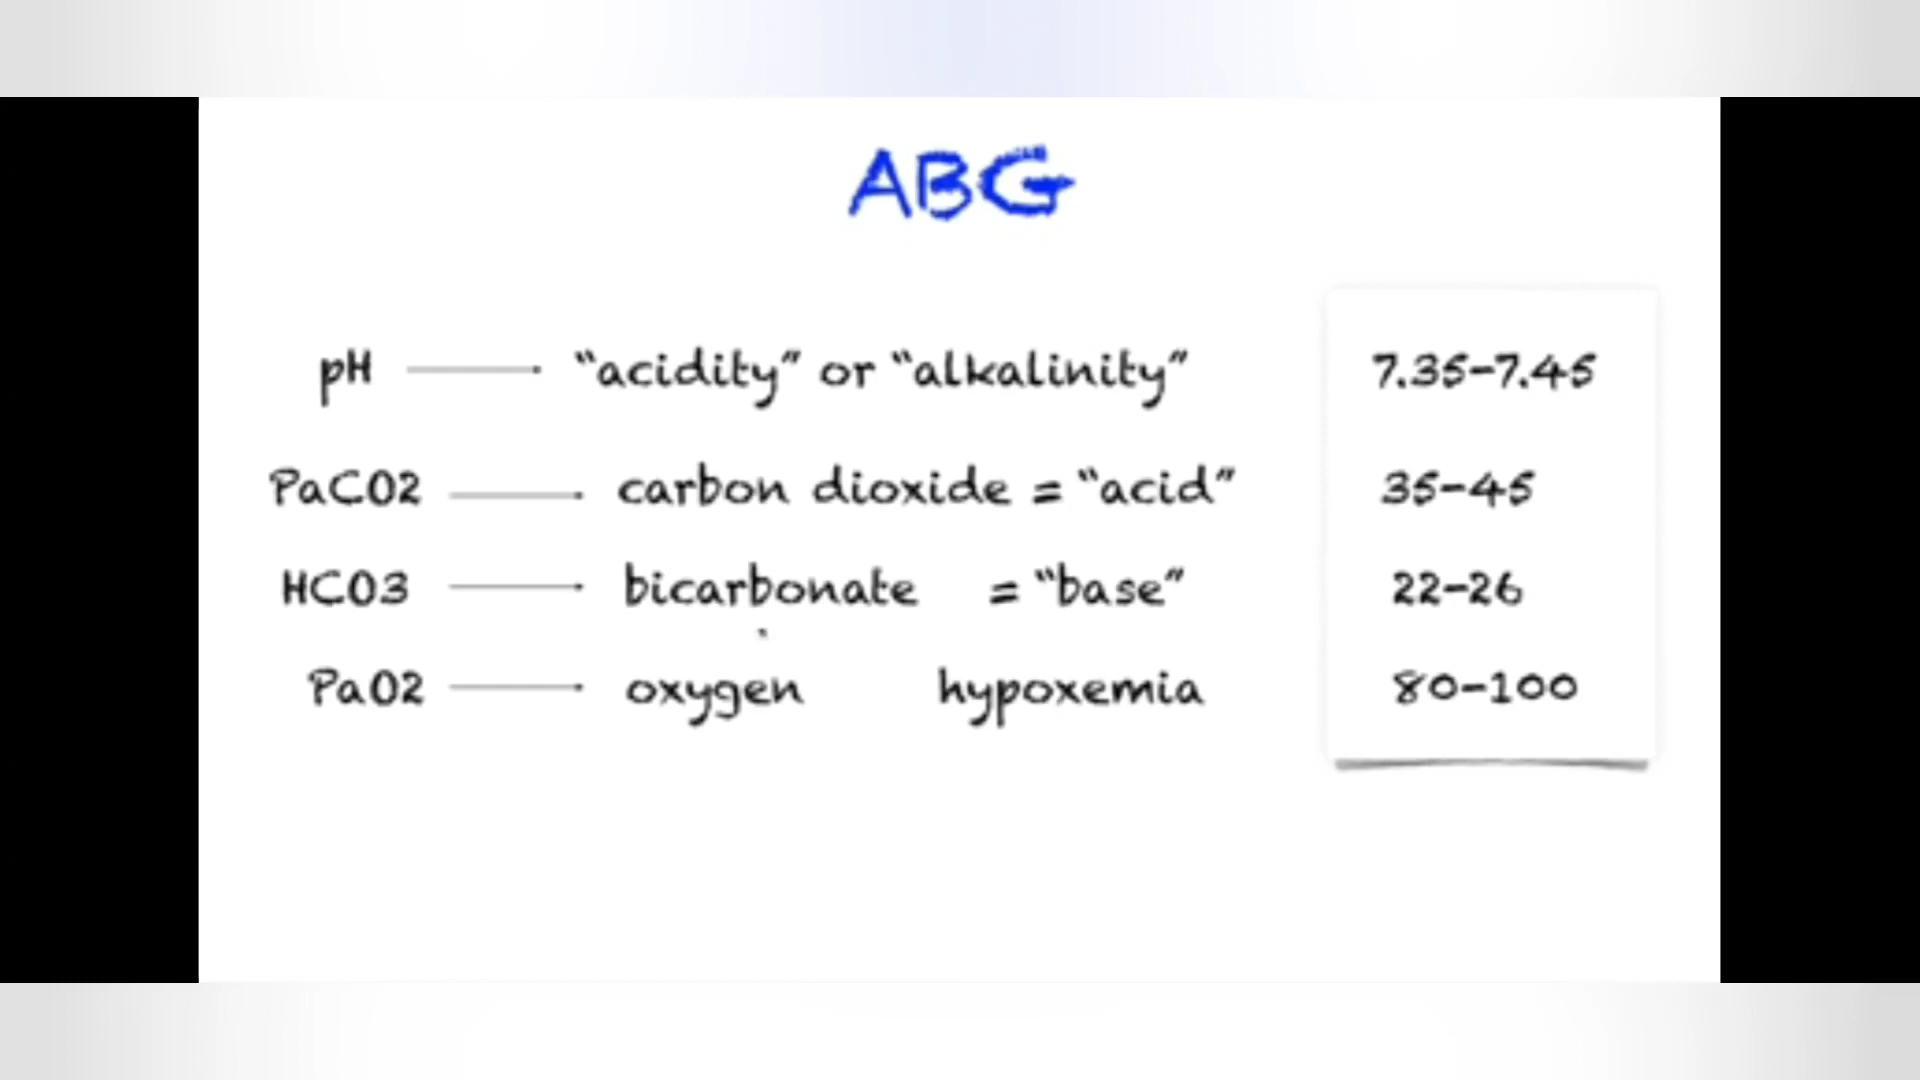 ABG
pH “acidity” or “alkalinity” 7.35-7.45
PaCO2 carbon dioxide = “acid” 35-45
HCO3 bicarbonate = “base” 22-26
PaO2 oxygen hypoxemia 80-100